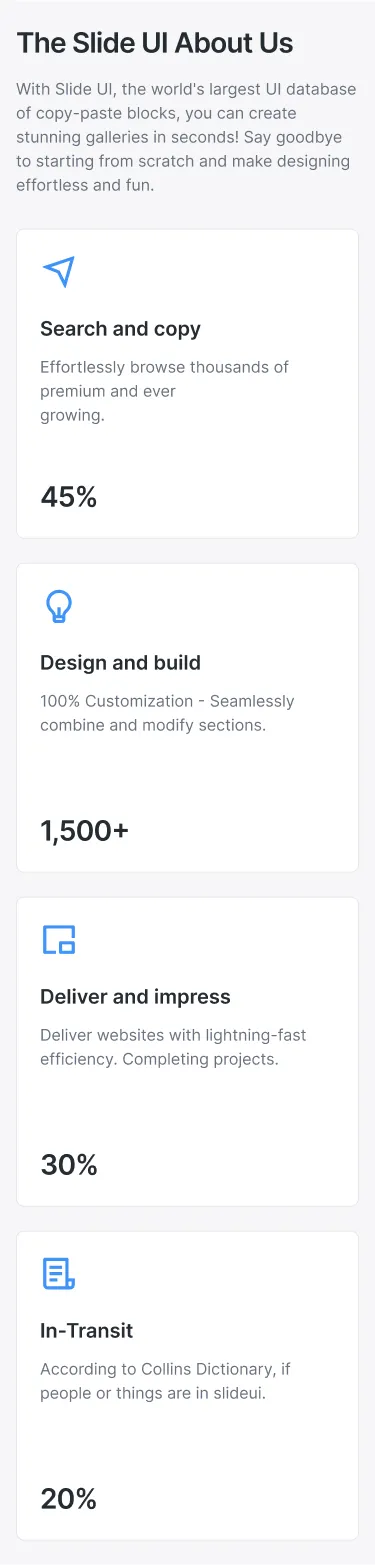 The Slide UI About Us
With Slide UI, the world's largest UI database
of copy-paste blocks, you can create
stunning galleries in seconds! Say goodbye
to starting from scratch and make designing
effortless and fun.
Search and copy
Effortlessly browse thousands of
premium and ever
growing.
45%
Design and build
100% Customization - Seamlessly
combine and modify sections.
1,500+
Deliver and impress
Deliver websites with lightning-fast
efficiency. Completing projects.
30%
In-Transit
According to Collins Dictionary, if
people or things are in slideui.
20%